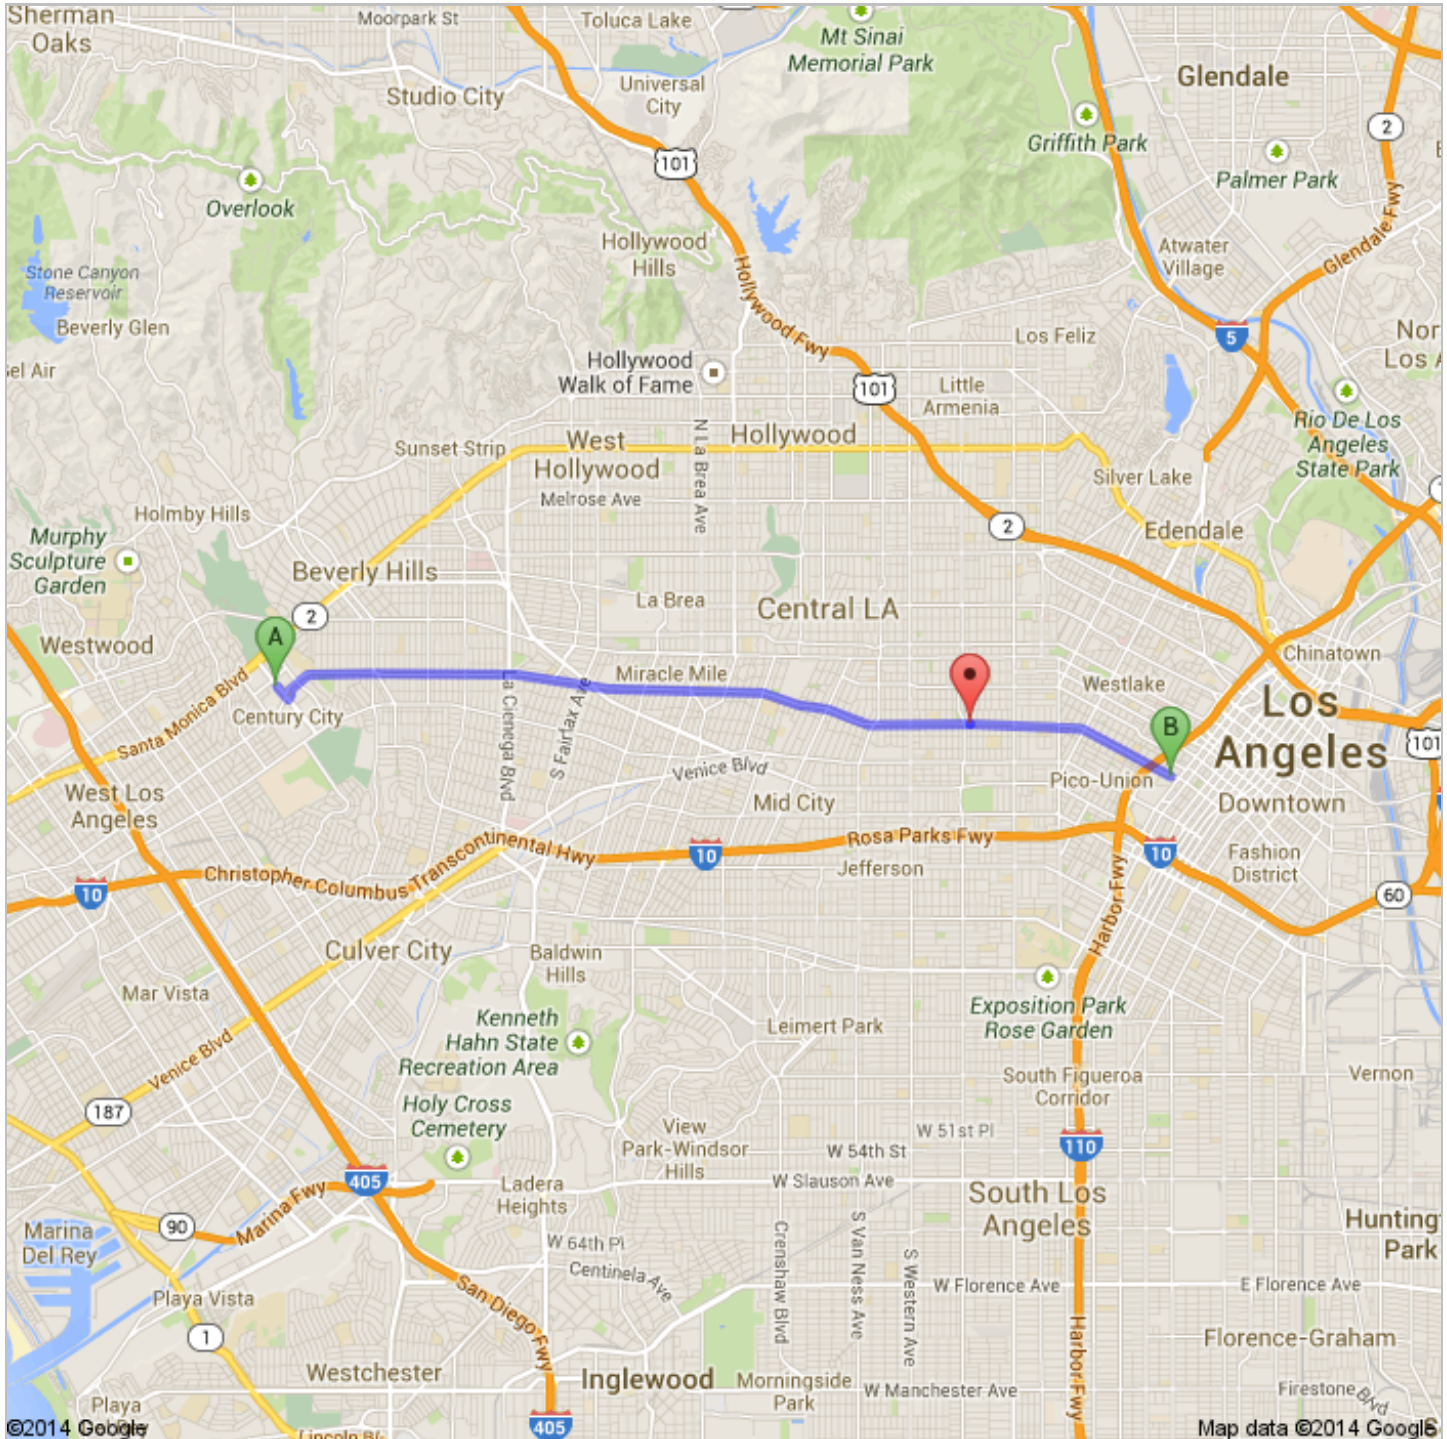 Sherman
Oaks
Moorpark St
Toluca Lake
Mt Sinai
Memorial Park
Universal
City
Studio City
Glendale
2
Griffith Park
Palmer Park
101
Overlook
Hollywood
Hills
Atwater
Village
Glendale Fwy
Stone Canyon
Reservoir
Beverly Glen
Hollywood Fwy
Los Feliz
5
Hollywood
Walk of Fame
101
Little
Armenia
Rio De Los
Angeles
State Park
Sunset Strip
West
Hollywood
N La Brea Ave
Hollywood
Melrose Ave
Silver Lake
Holmby Hills
2
Edendale
Murphy
Sculpture
Garden
Beverly Hills
La Brea
Central LA
2
A
Westwood
Chinatown
Santa Monica Blvd
Century City
Miracle Mile
La Cienega Blvd
S Fairfax Ave
Westlake
B
Los
Angeles
101
Venice Blvd
Pico-Union
Downtown
West Los
Angeles
Mid City
Rosa Parks Fwy
10
10
Jefferson
Fashion
District
Christopher Columbus Transcontinental Hwy
10
60
Harbor Fwy
Culver City
Baldwin
Hills
Mar Vista
Exposition Park
Rose Garden
Kenneth
Hahn State
Recreation Area
Leimert Park
Venice Blvd
South Figueroa
Corridor
Vernon
187
Holy Cross
Cemetery
View
Park-Windsor
Hills
W 51st Pl
W 54th St
110
405
Ladera
Heights
W Slauson Ave
South Los
Angeles
Marina Fwy
90
Marina
Del Rey
W 64th Pl
Centinela Ave
Crenshaw Blvd
S Van Ness Ave
S Western Ave
Park
W Florence Ave
E Florence Ave
Playa Vista
San Diego Fwy
1
Harbor Fwy
Florence-Graham
Westchester
Inglewood
Morningside
Park
W Manchester Ave
Firestone Blvd
Playa
405
©2014 Google
Map data ©2014 Google